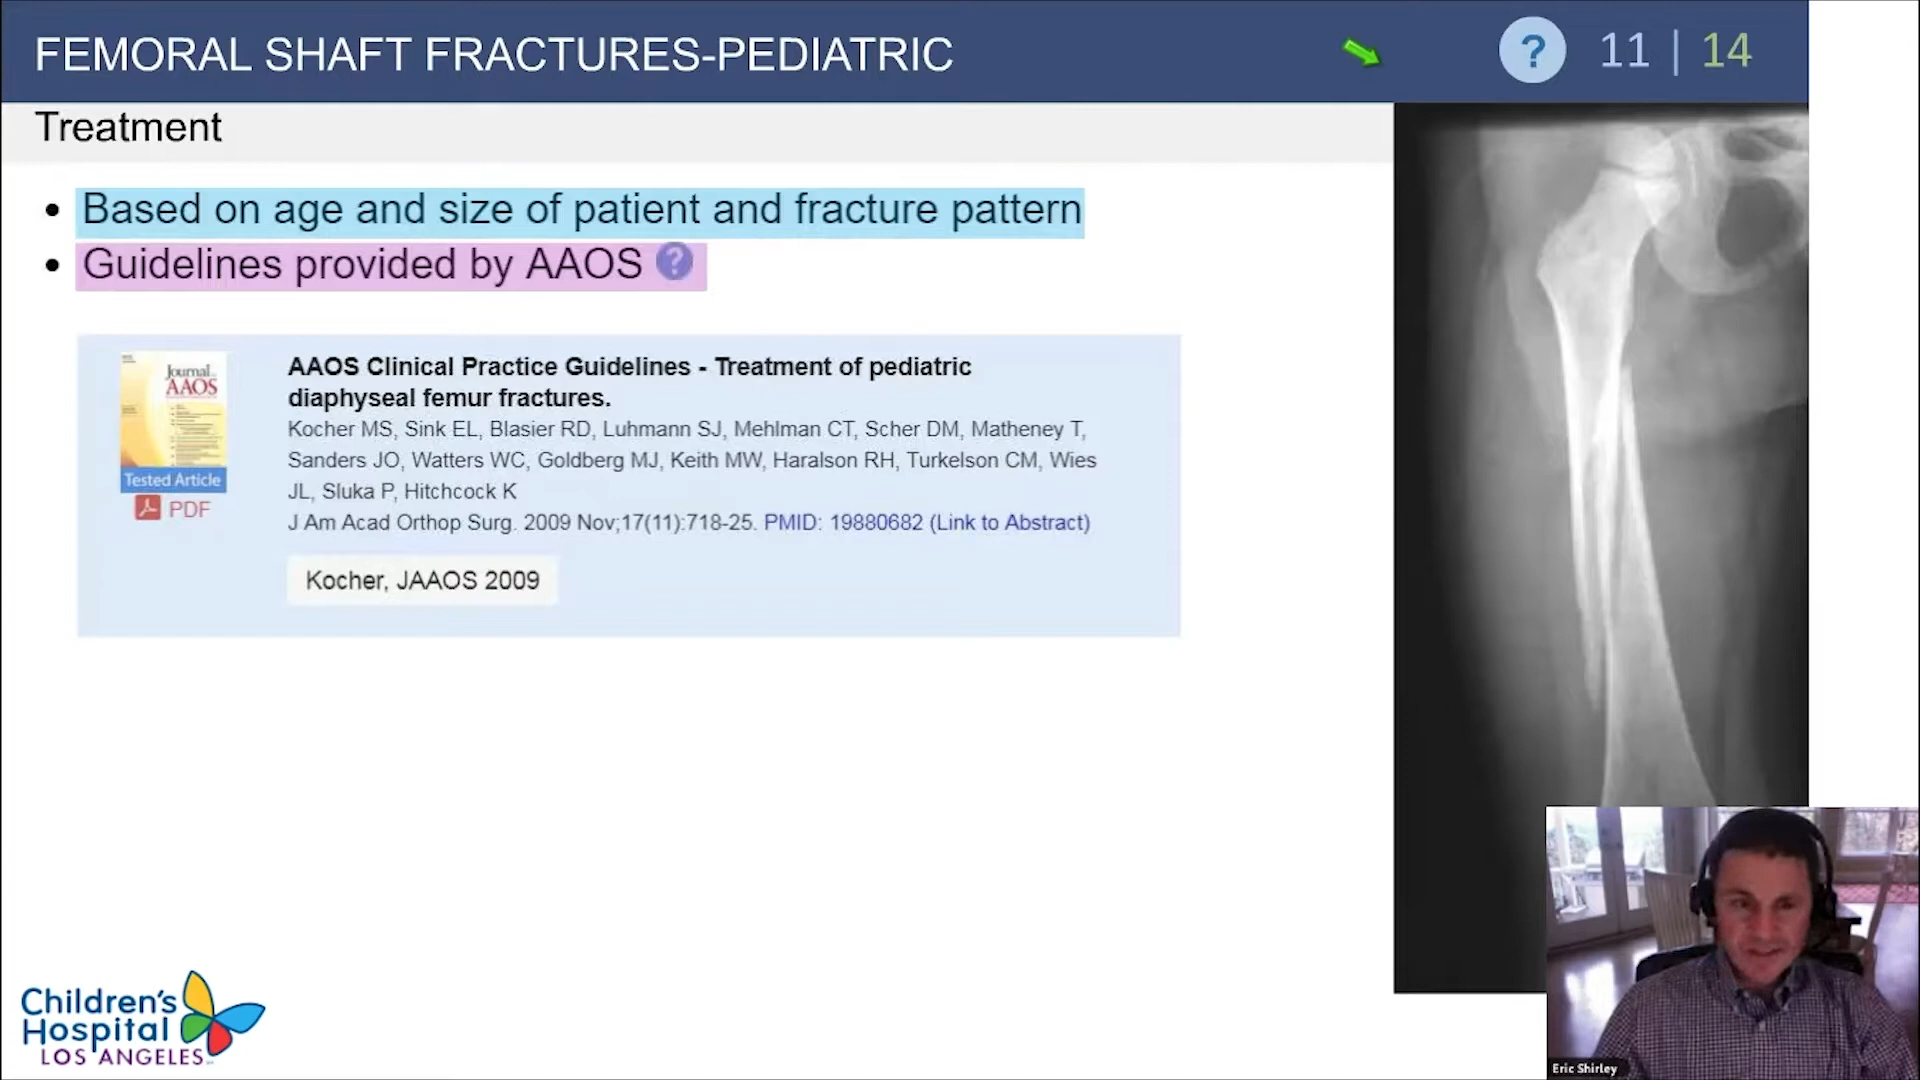 FEMORAL SHAFT FRACTURES-PEDIATRIC
? 11 | 14
Treatment
• Based on age and size of patient and fracture pattern
• Guidelines provided by AAOS ?
Journal
AAOS
Tested Article
PDF
AAOS Clinical Practice Guidelines - Treatment of pediatric
diaphyseal femur fractures.
Kocher MS, Sink EL, Blasier RD, Luhmann SJ, Mehlman CT, Scher DM, Matheney T,
Sanders JO, Watters WC, Goldberg MJ, Keith MW, Haralson RH, Turkelson CM, Wies
JL, Sluka P, Hitchcock K
J Am Acad Orthop Surg. 2009 Nov;17(11):718-25. PMID: 19880682 (Link to Abstract)
Kocher, JAAOS 2009
Children's
Hospital
LOS ANGELES
Eric Shirley